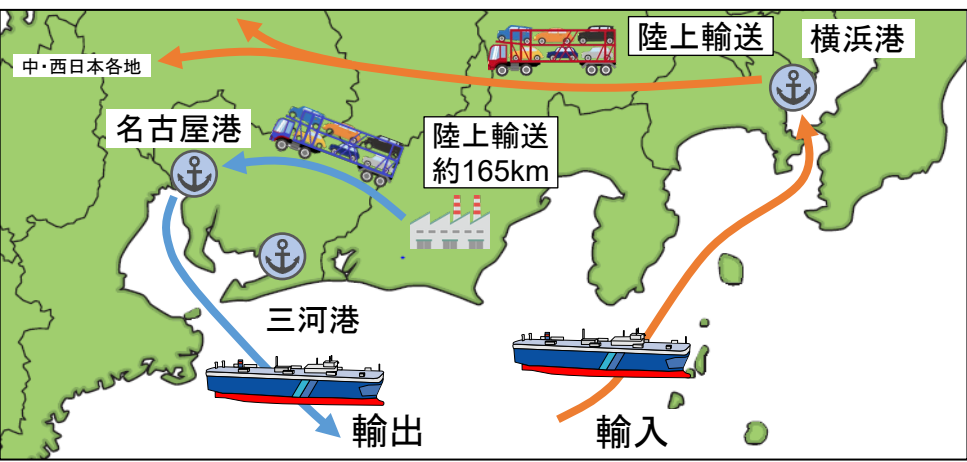 陸上輸送
横浜港
中・西日本各地
名古屋港
陸上輸送
約165km
三河港
輸出
輸入